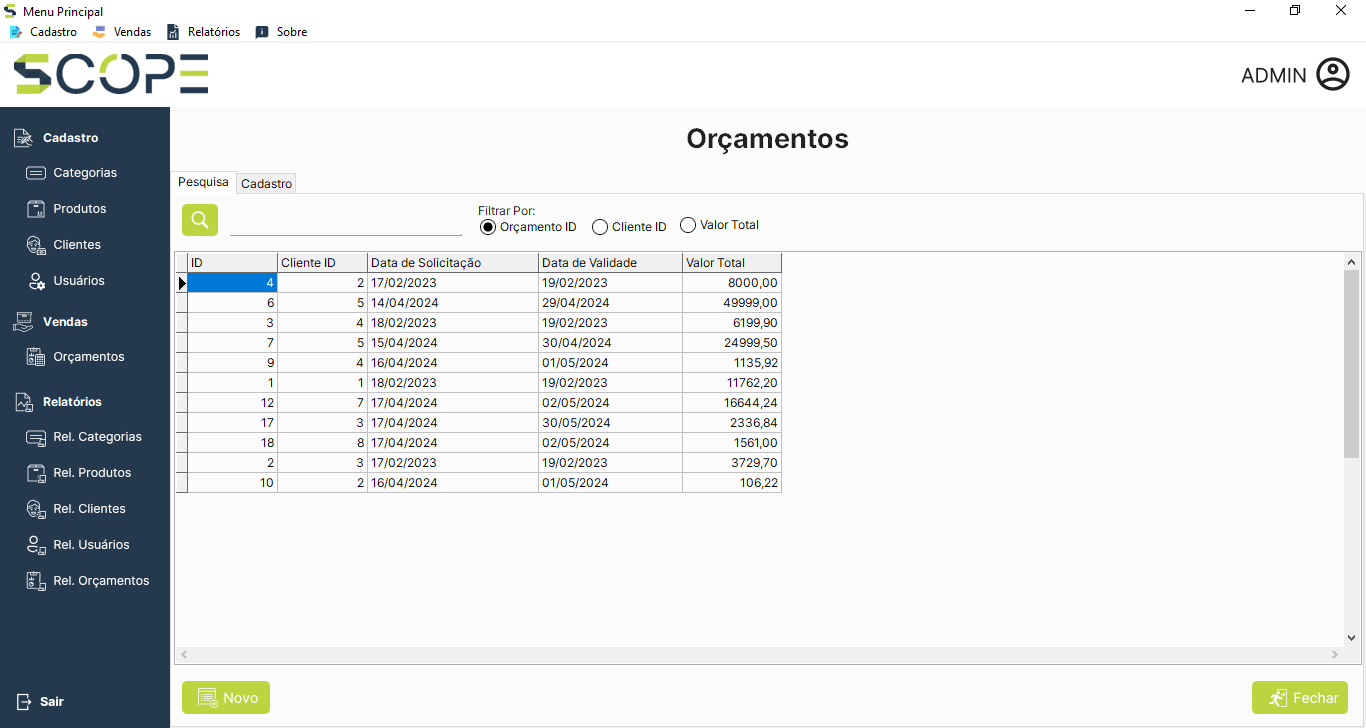 Menu Principal
Cadastro Vendas Relatórios Sobre
SCOPE
ADMIN
Cadastro
Categorias
Produtos
Clientes
Usuários
Vendas
Orçamentos
Relatórios
Rel. Categorias
Rel. Produtos
Rel. Clientes
Rel. Usuários
Rel. Orçamentos
Sair
Orçamentos
Pesquisa Cadastro
Filtrar Por:
Orçamento ID Cliente ID Valor Total
ID Cliente ID Data de Solicitação Data de Validade Valor Total
4 2 17/02/2023 19/02/2023 8000,00
6 5 14/04/2024 29/04/2024 49999,00
3 4 18/02/2023 19/02/2023 6199,90
7 5 15/04/2024 30/04/2024 24999,50
9 4 16/04/2024 01/05/2024 1135,92
1 1 18/02/2023 19/02/2023 11762,20
12 7 17/04/2024 02/05/2024 16644,24
17 3 17/04/2024 30/05/2024 2336,84
18 8 17/04/2024 02/05/2024 1561,00
2 3 17/02/2023 19/02/2023 3729,70
10 2 16/04/2024 01/05/2024 106,22
Novo Fechar